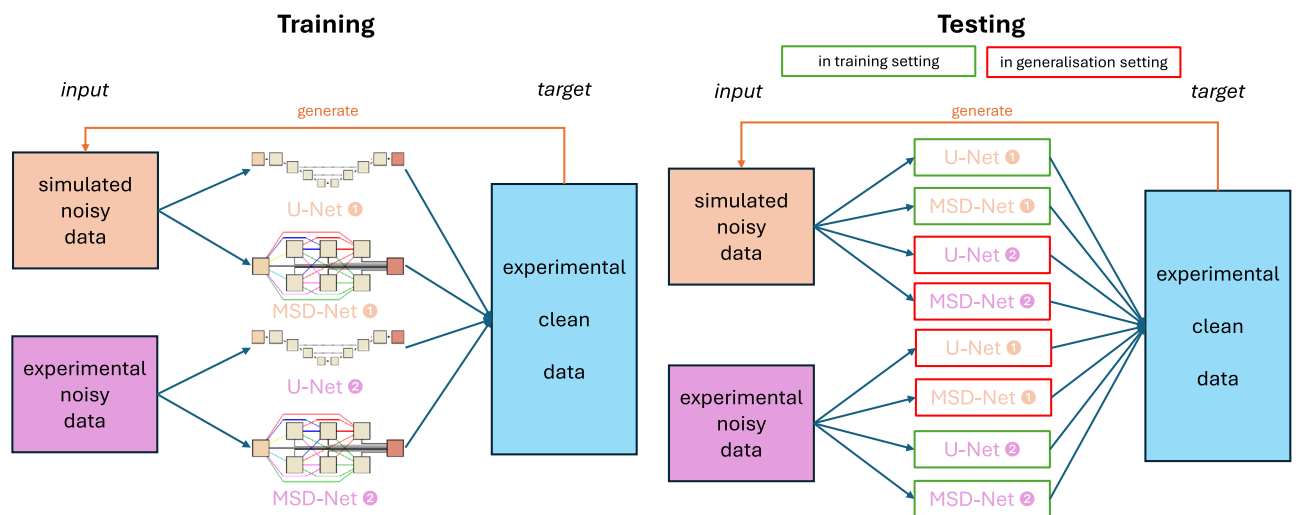 Training
input
target
generate
simulated
noisy
data
U-Net ❶
MSD-Net ❶
experimental
noisy
data
U-Net ❷
MSD-Net ❷
experimental
clean
data
Testing
in training setting
in generalisation setting
input
target
generate
simulated
noisy
data
U-Net ❶
MSD-Net ❶
U-Net ❷
MSD-Net ❷
experimental
noisy
data
U-Net ❶
MSD-Net ❶
U-Net ❷
MSD-Net ❷
experimental
clean
data